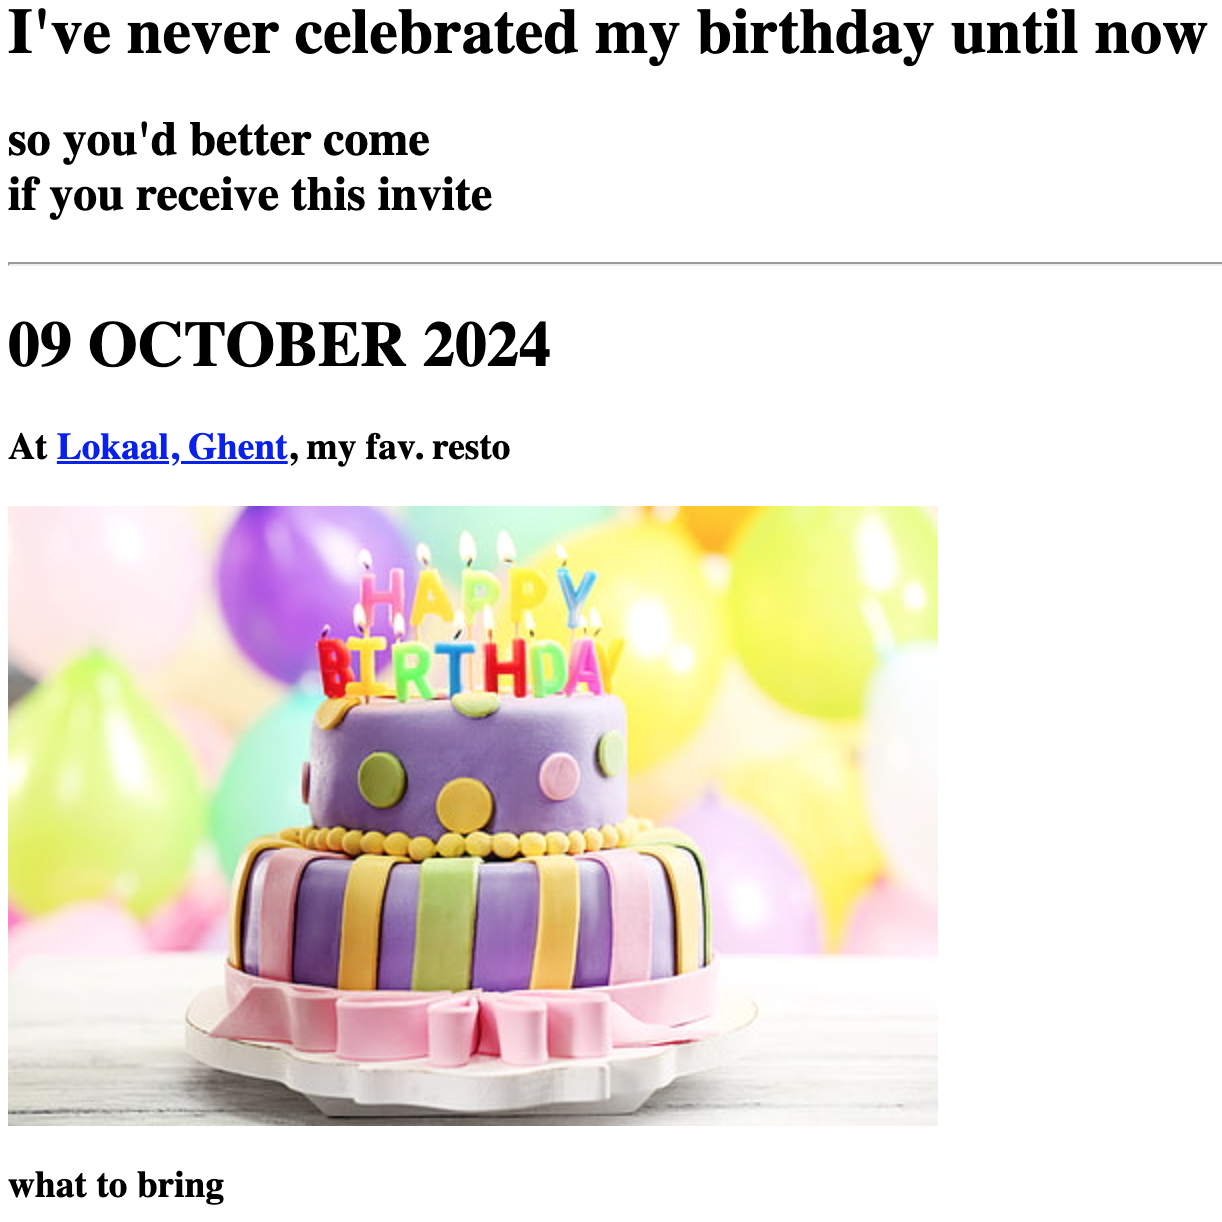 I've never celebrated my birthday until now
so you'd better come
if you receive this invite
09 OCTOBER 2024
At Lokaal, Ghent, my fav. resto
HAPPY
BIRTHDAY
what to bring